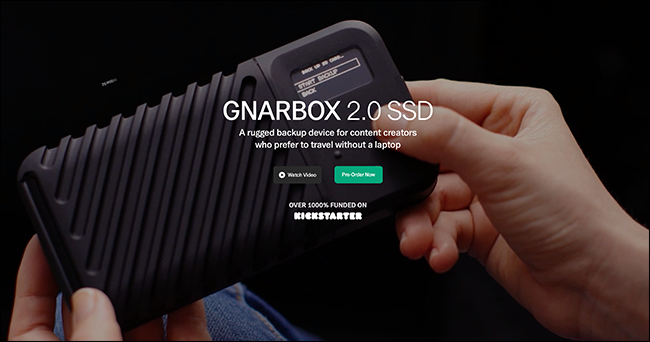 BACK UP SD CARD...
START BACKUP
BACK
GNARBOX 2.0 SSD
A rugged backup device for content creators
who prefer to travel without a laptop
Watch Video
Pre-Order Now
OVER 1000% FUNDED ON
KICKSTARTER